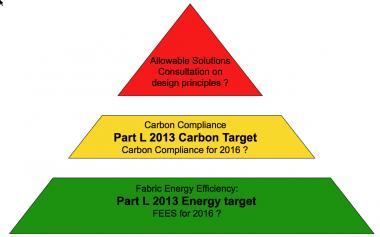 Allowable Solutions
Consultation on
design principles ?
Carbon Compliance
Part L 2013 Carbon Target
Carbon Compliance for 2016 ?
Fabric Energy Efficiency:
Part L 2013 Energy target
FEES for 2016 ?